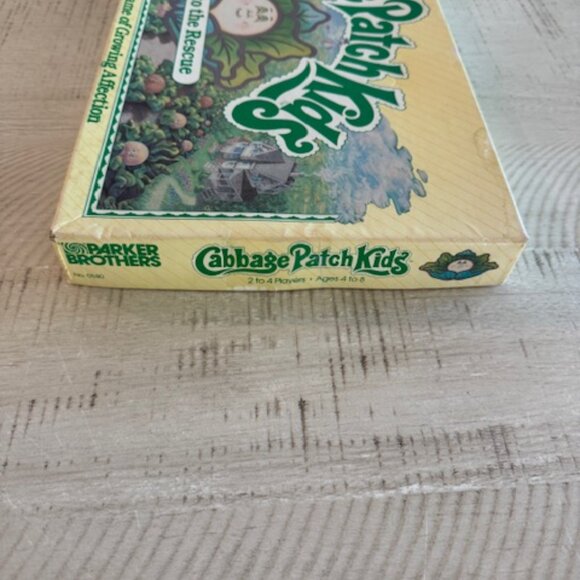 Patch Kids
to the Rescue
ame of Growing Affection
PARKER
BROTHERS
Cabbage Patch Kids
2 to 4 Players • Ages 4 to 8